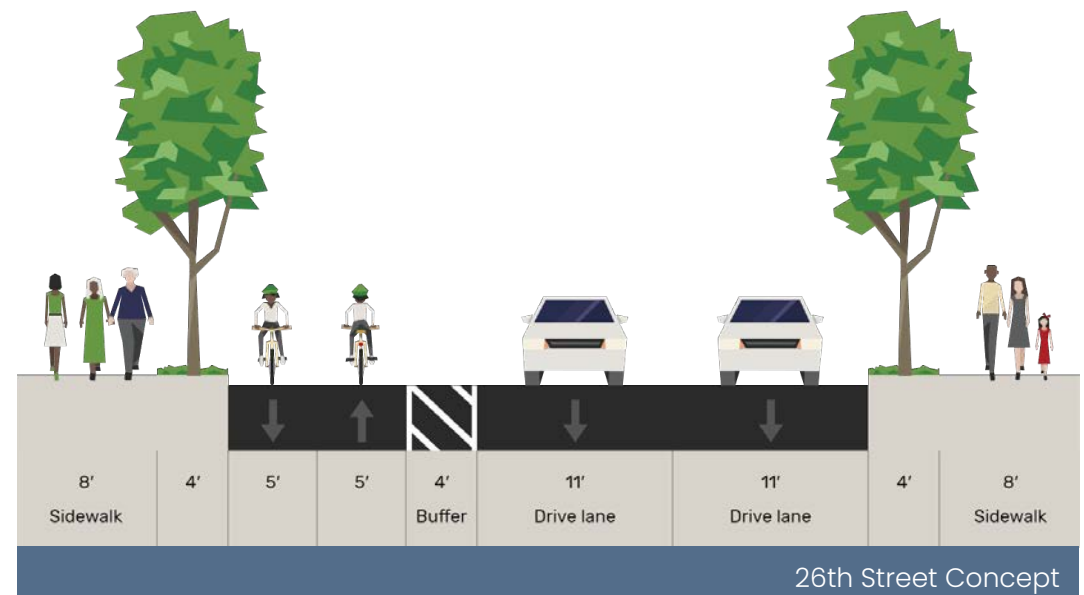 8′ 4′ 5′ 5′ 4′ 11′ 11′ 4′ 8′
Sidewalk Buffer Drive lane Drive lane Sidewalk
26th Street Concept